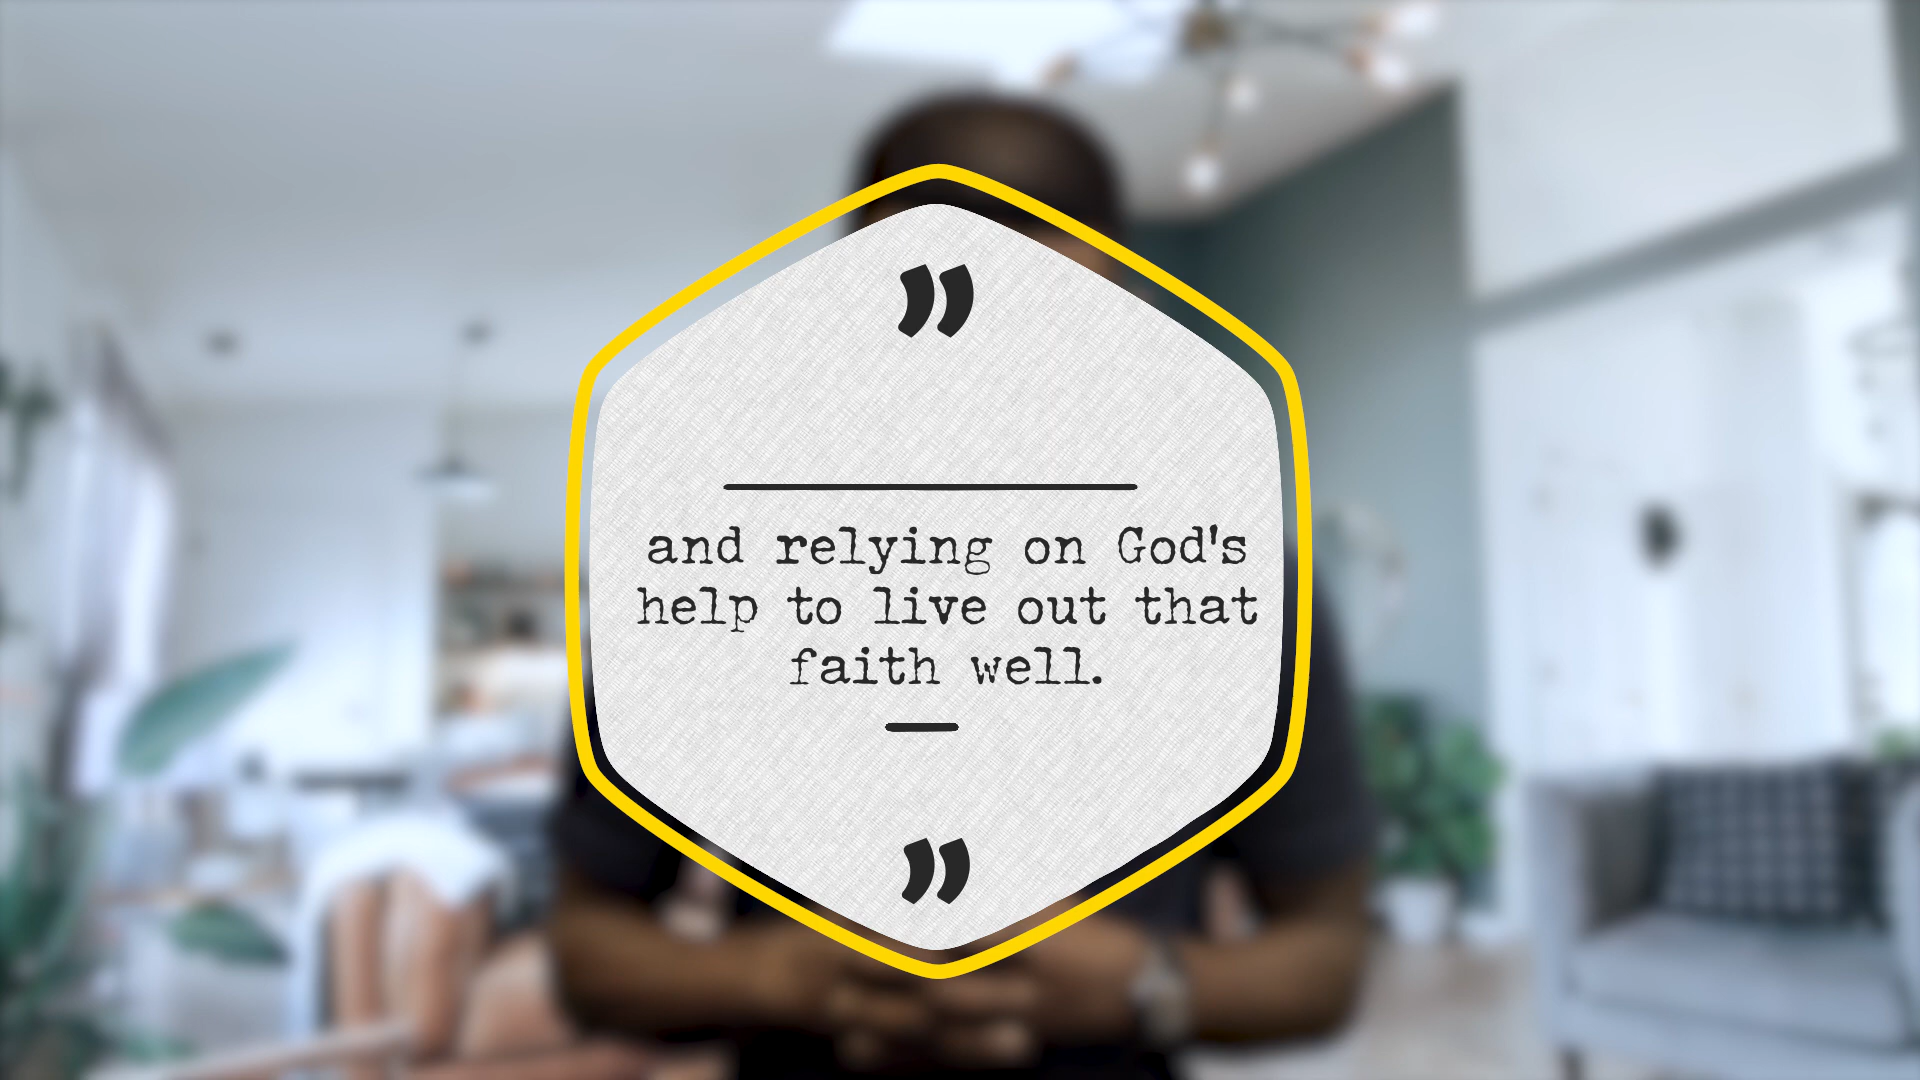 ”
and relying on God's
help to live out that
faith well.
”